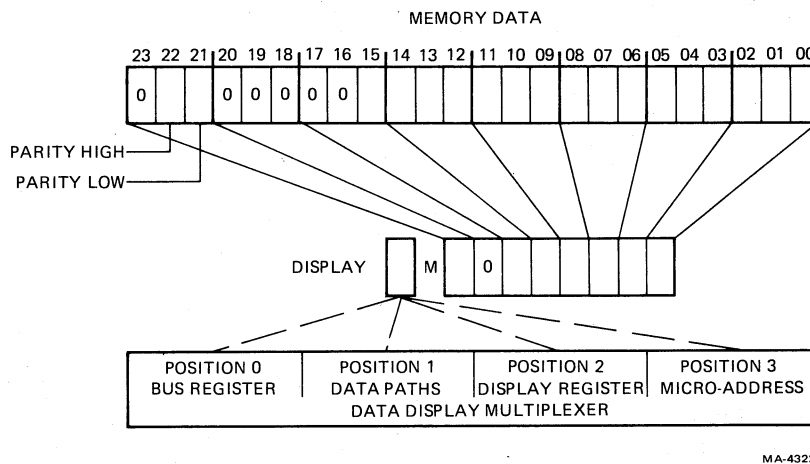 MEMORY DATA
23 22 21 20 19 18 17 16 15 14 13 12 11 10 09 08 07 06 05 04 03 02 01 00
0 0 0 0 0 0
PARITY HIGH
PARITY LOW
DISPLAY M 0
POSITION 0 POSITION 1 POSITION 2 POSITION 3
BUS REGISTER DATA PATHS DISPLAY REGISTER MICRO-ADDRESS
DATA DISPLAY MULTIPLEXER